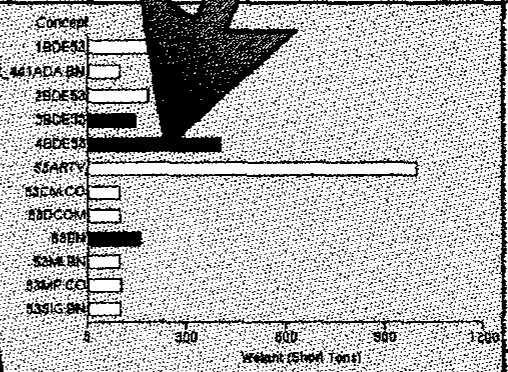 Concept
1BDE53
441ADA BN
2BDE53
3BDE53
4BDE53
53ARTY
53CM CO
53DCOM
53EN
53MI BN
53MP CO
53SIG BN
0 300 600 900 1200
Weight (Short Tons)